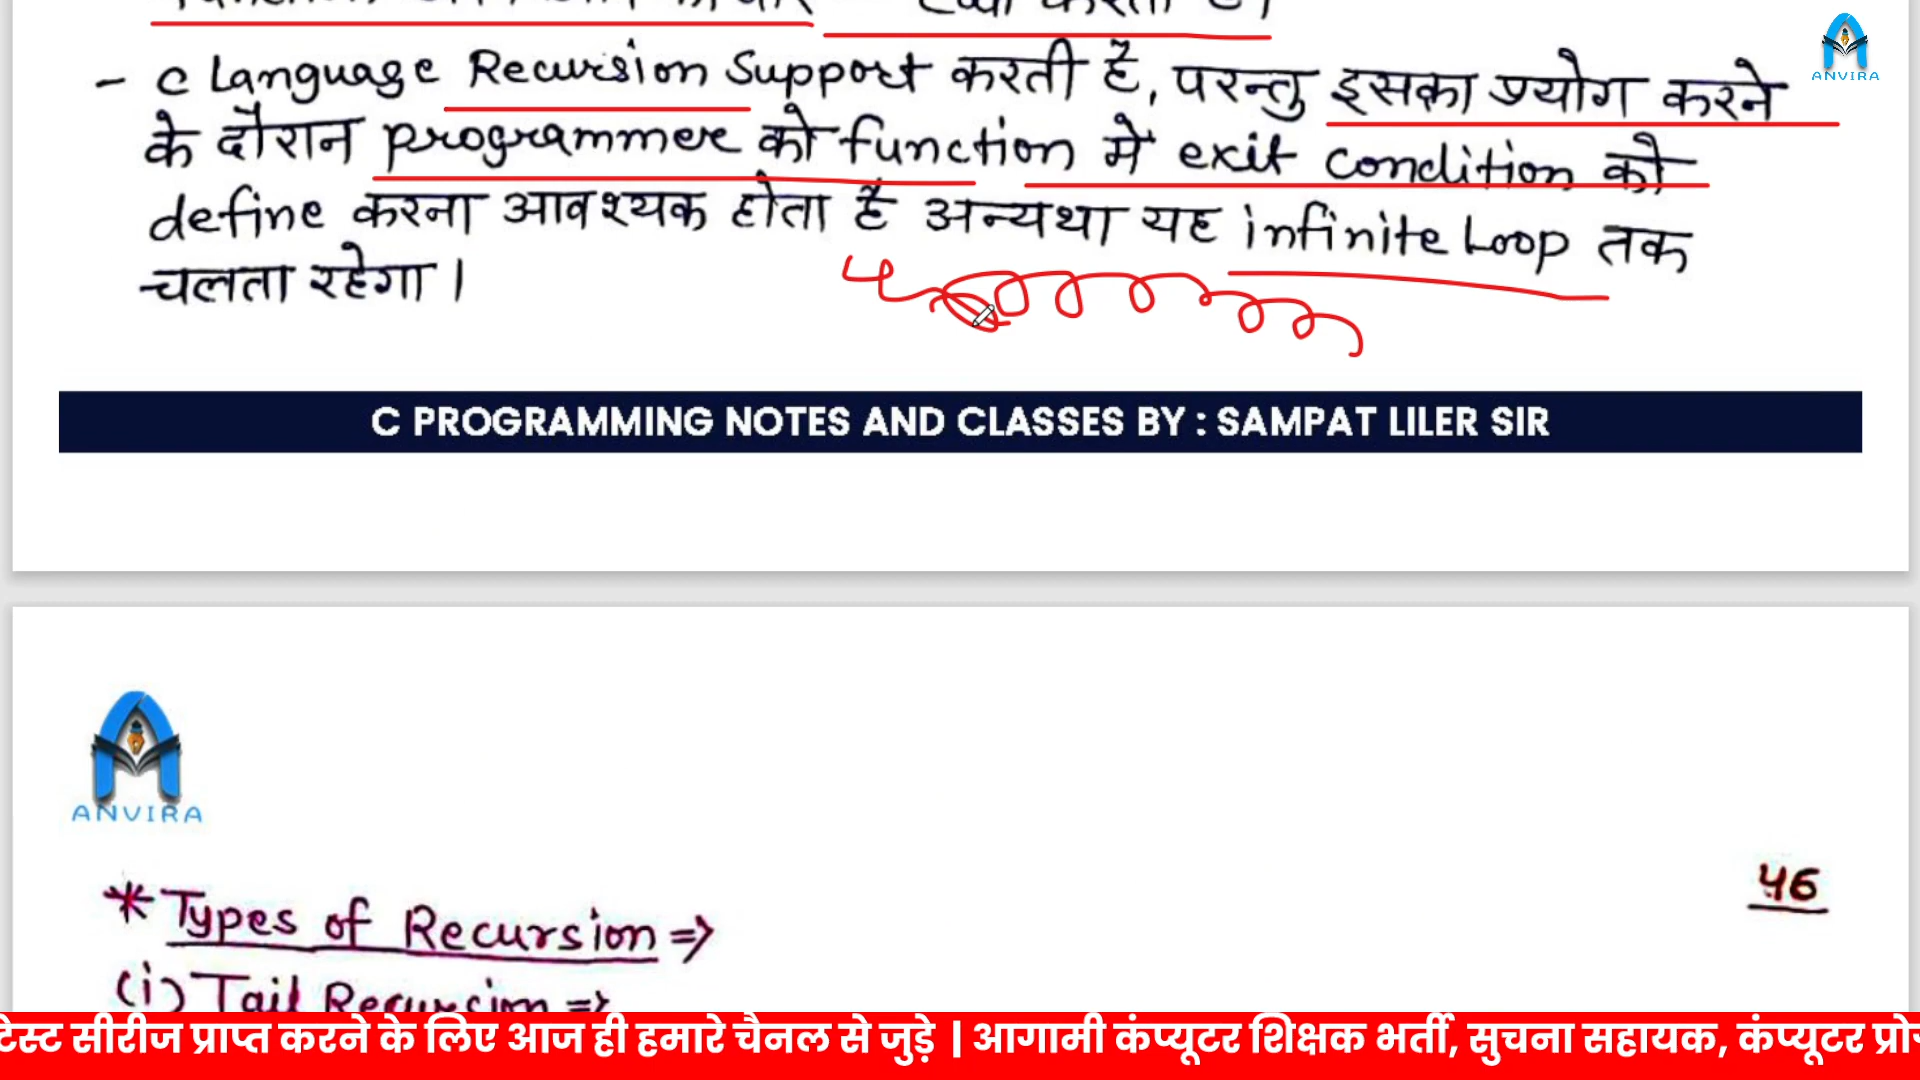 ANVIRA
- C Language Recursion Support करती है, परन्तु इसका प्रयोग करने
के दौरान programmer को function में exit condition को
define करना आवश्यक होता है अन्यथा यह infinite Loop तक
चलता रहेगा।
C PROGRAMMING NOTES AND CLASSES BY : SAMPAT LILER SIR
ANVIRA
46
* Types of Recursion =>
(i) Tail Recursion =>
टेस्ट सीरीज प्राप्त करने के लिए आज ही हमारे चैनल से जुड़े | आगामी कंप्यूटर शिक्षक भर्ती, सुचना सहायक, कंप्यूटर